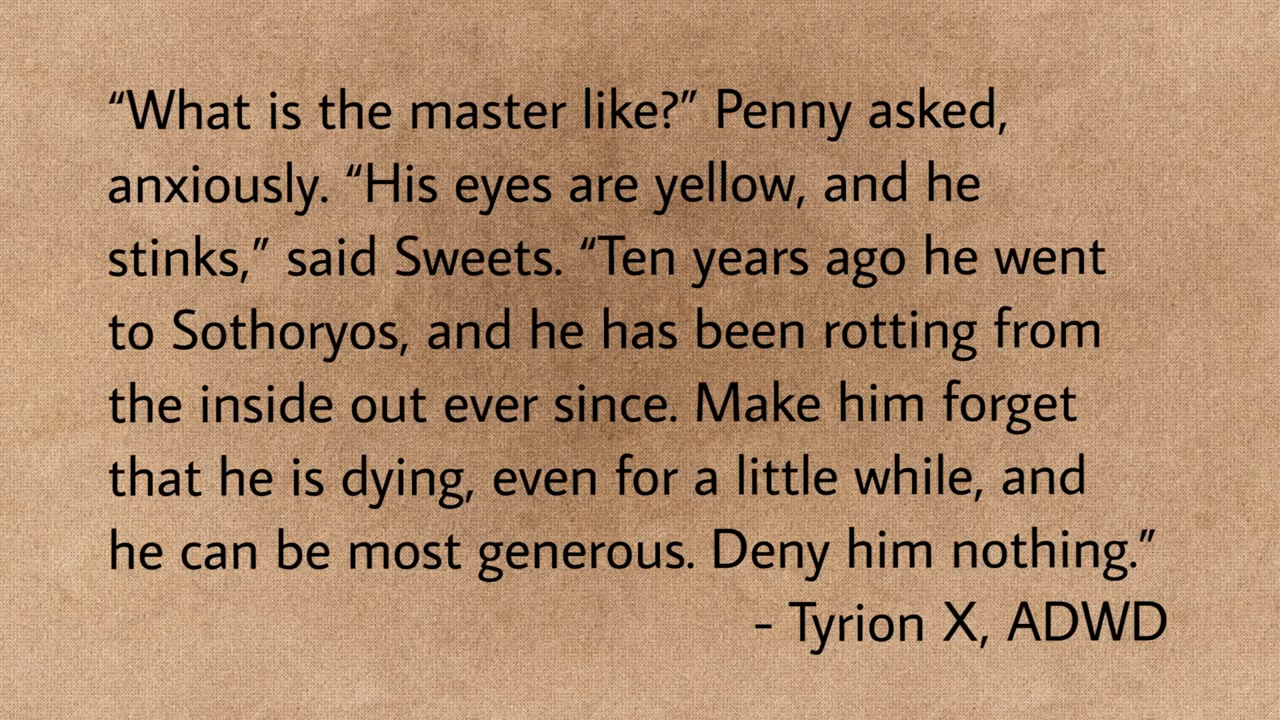 “What is the master like?” Penny asked,
anxiously. “His eyes are yellow, and he
stinks,” said Sweets. “Ten years ago he went
to Sothoryos, and he has been rotting from
the inside out ever since. Make him forget
that he is dying, even for a little while, and
he can be most generous. Deny him nothing.”
- Tyrion X, ADWD